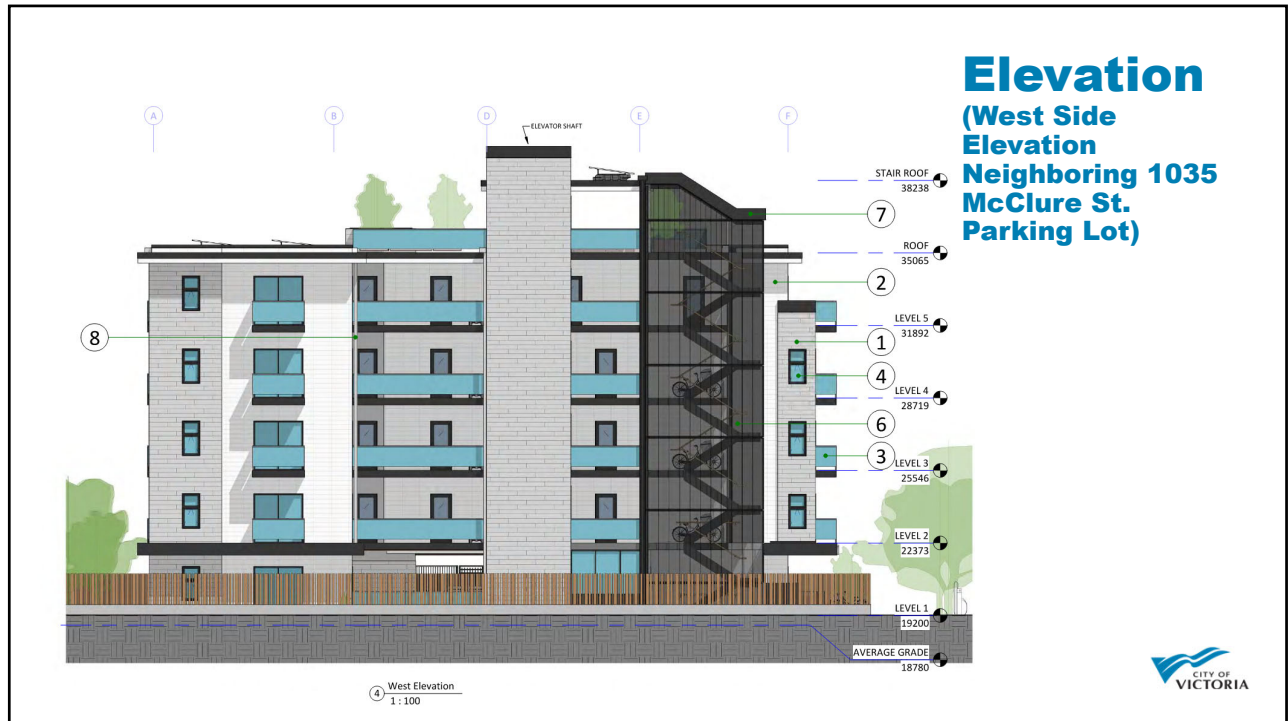 Elevation
(West Side
Elevation
Neighboring 1035
McClure St.
Parking Lot)
A
B
D
E
F
ELEVATOR SHAFT
STAIR ROOF
38238
7
ROOF
35065
2
LEVEL 5
31892
8
1
4
LEVEL 4
28719
6
3
LEVEL 3
25546
LEVEL 2
22373
LEVEL 1
19200
AVERAGE GRADE
18780
4
West Elevation
1 : 100
CITY OF
VICTORIA